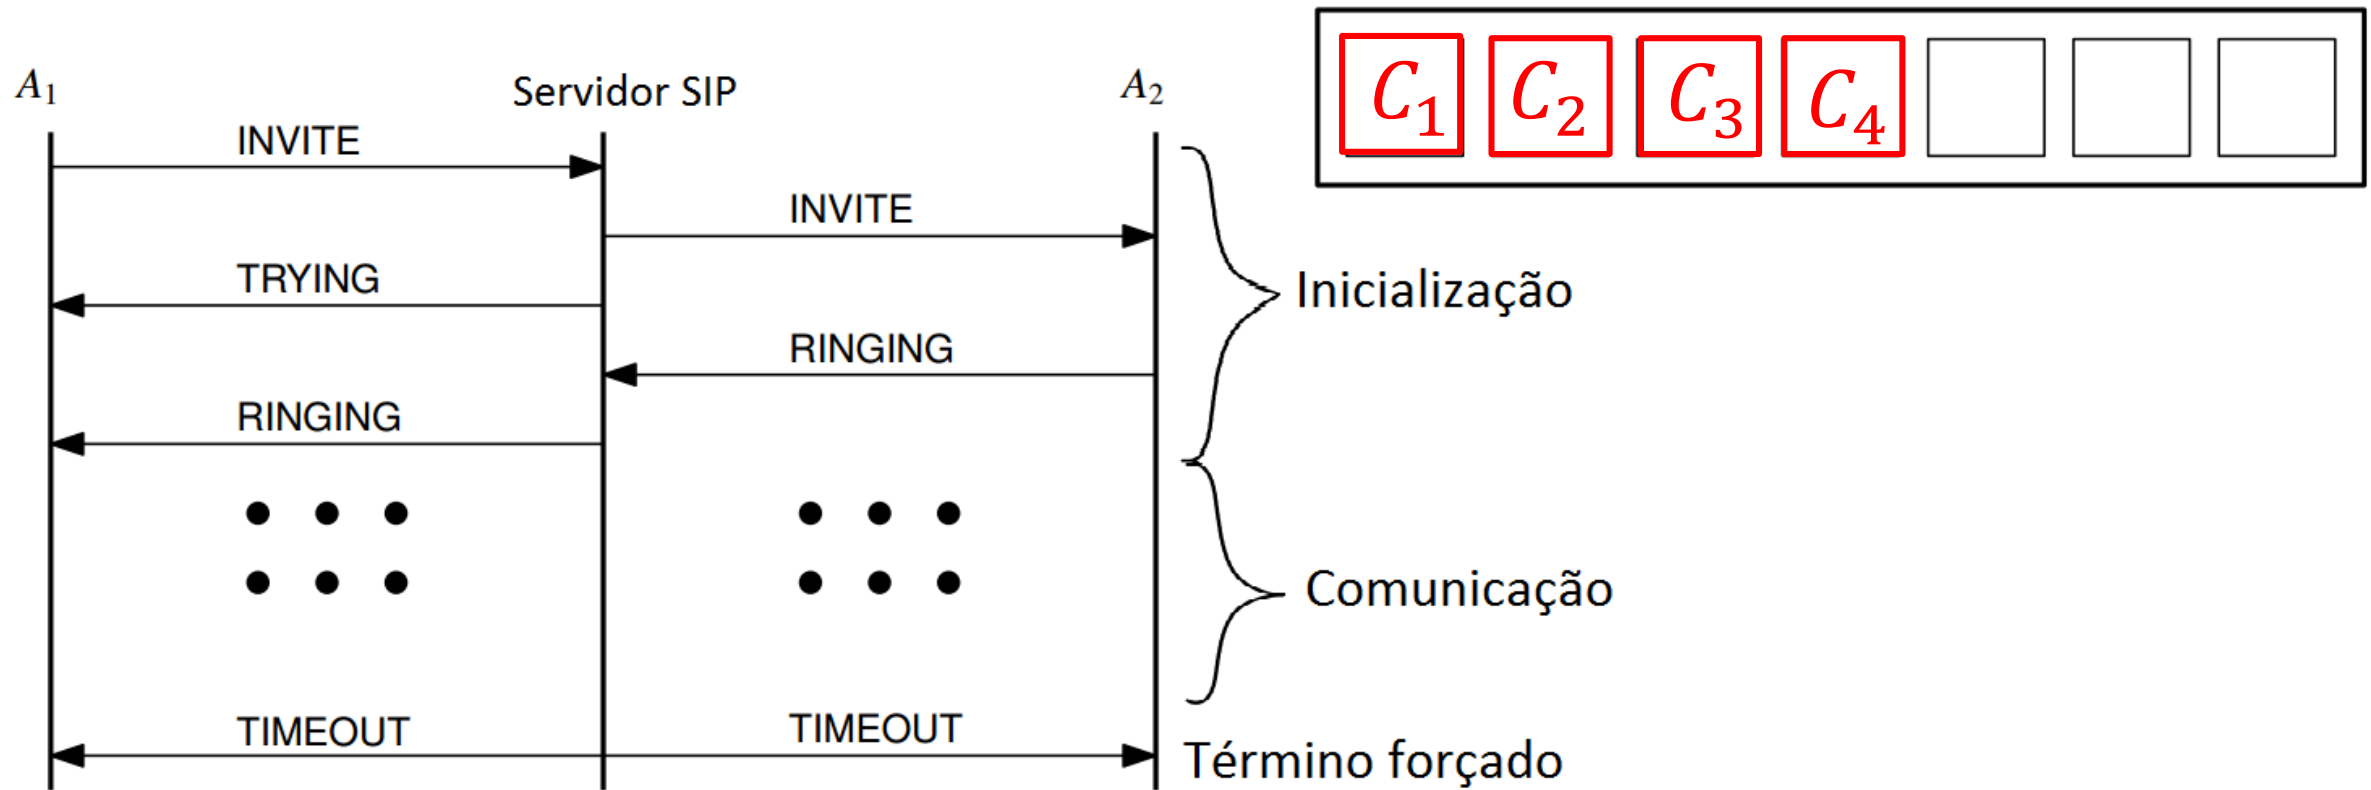 A₁
Servidor SIP
A₂
C₁ C₂ C₃ C₄
INVITE
INVITE
TRYING
Inicialização
RINGING
RINGING
Comunicação
TIMEOUT
TIMEOUT
Término forçado